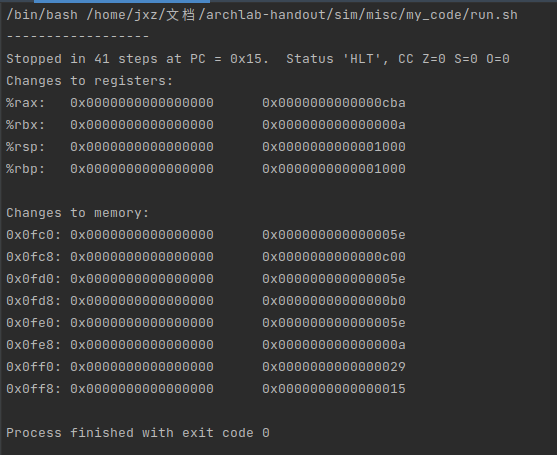 /bin/bash /home/jxz/文档/archlab-handout/sim/misc/my_code/run.sh
------------------
Stopped in 41 steps at PC = 0x15.  Status 'HLT', CC Z=0 S=0 O=0
Changes to registers:
%rax:   0x0000000000000000      0x0000000000000cba
%rbx:   0x0000000000000000      0x000000000000000a
%rsp:   0x0000000000000000      0x0000000000001000
%rbp:   0x0000000000000000      0x0000000000001000

Changes to memory:
0x0fc0: 0x0000000000000000      0x000000000000005e
0x0fc8: 0x0000000000000000      0x0000000000000c00
0x0fd0: 0x0000000000000000      0x000000000000005e
0x0fd8: 0x0000000000000000      0x00000000000000b0
0x0fe0: 0x0000000000000000      0x000000000000005e
0x0fe8: 0x0000000000000000      0x000000000000000a
0x0ff0: 0x0000000000000000      0x0000000000000029
0x0ff8: 0x0000000000000000      0x0000000000000015

Process finished with exit code 0